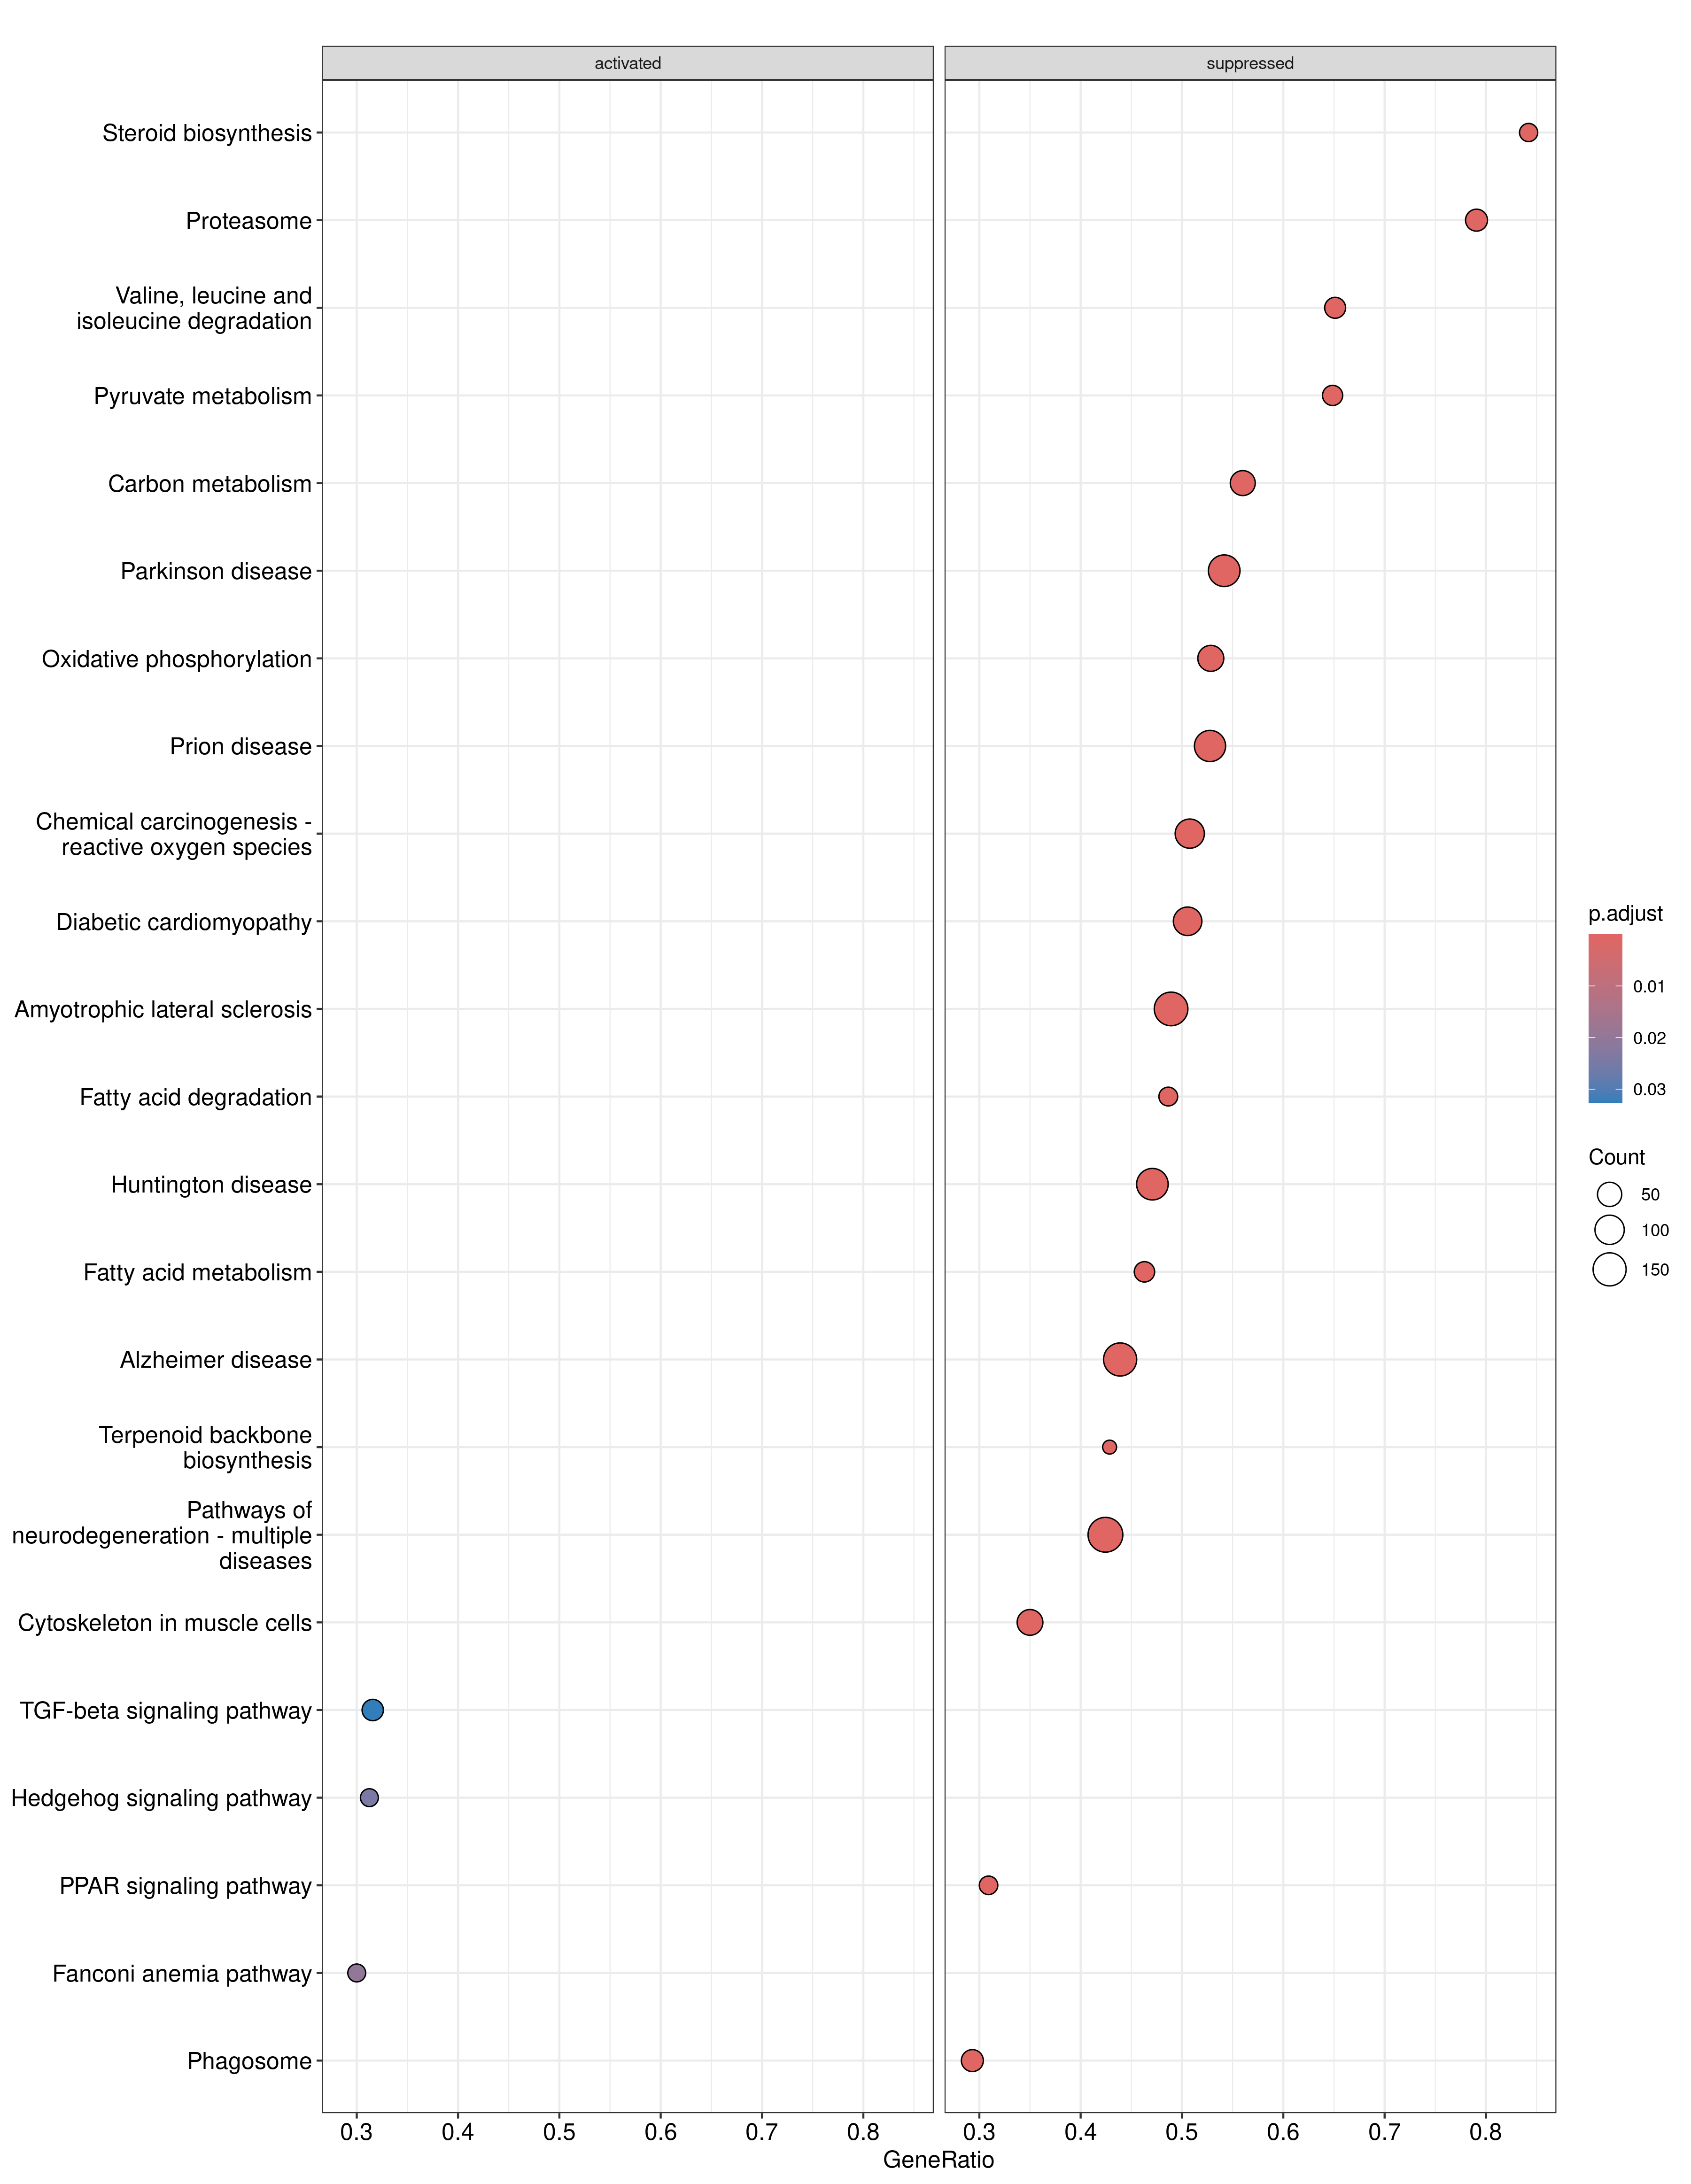 activated
suppressed
Steroid biosynthesis
Proteasome
Valine, leucine and
isoleucine degradation
Pyruvate metabolism
Carbon metabolism
Parkinson disease
Oxidative phosphorylation
Prion disease
Chemical carcinogenesis -
reactive oxygen species
Diabetic cardiomyopathy
Amyotrophic lateral sclerosis
Fatty acid degradation
Huntington disease
Fatty acid metabolism
Alzheimer disease
Terpenoid backbone
biosynthesis
Pathways of
neurodegeneration - multiple
diseases
Cytoskeleton in muscle cells
TGF-beta signaling pathway
Hedgehog signaling pathway
PPAR signaling pathway
Fanconi anemia pathway
Phagosome
0.3 0.4 0.5 0.6 0.7 0.8
0.3 0.4 0.5 0.6 0.7 0.8
GeneRatio
p.adjust
0.01
0.02
0.03
Count
50
100
150